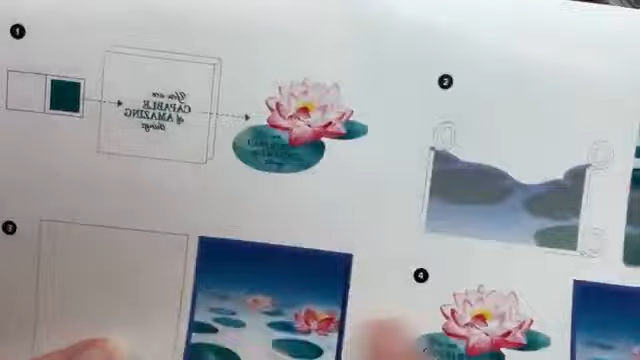 1
You are
CAPABLE
of AMAZING
things
2
3
4